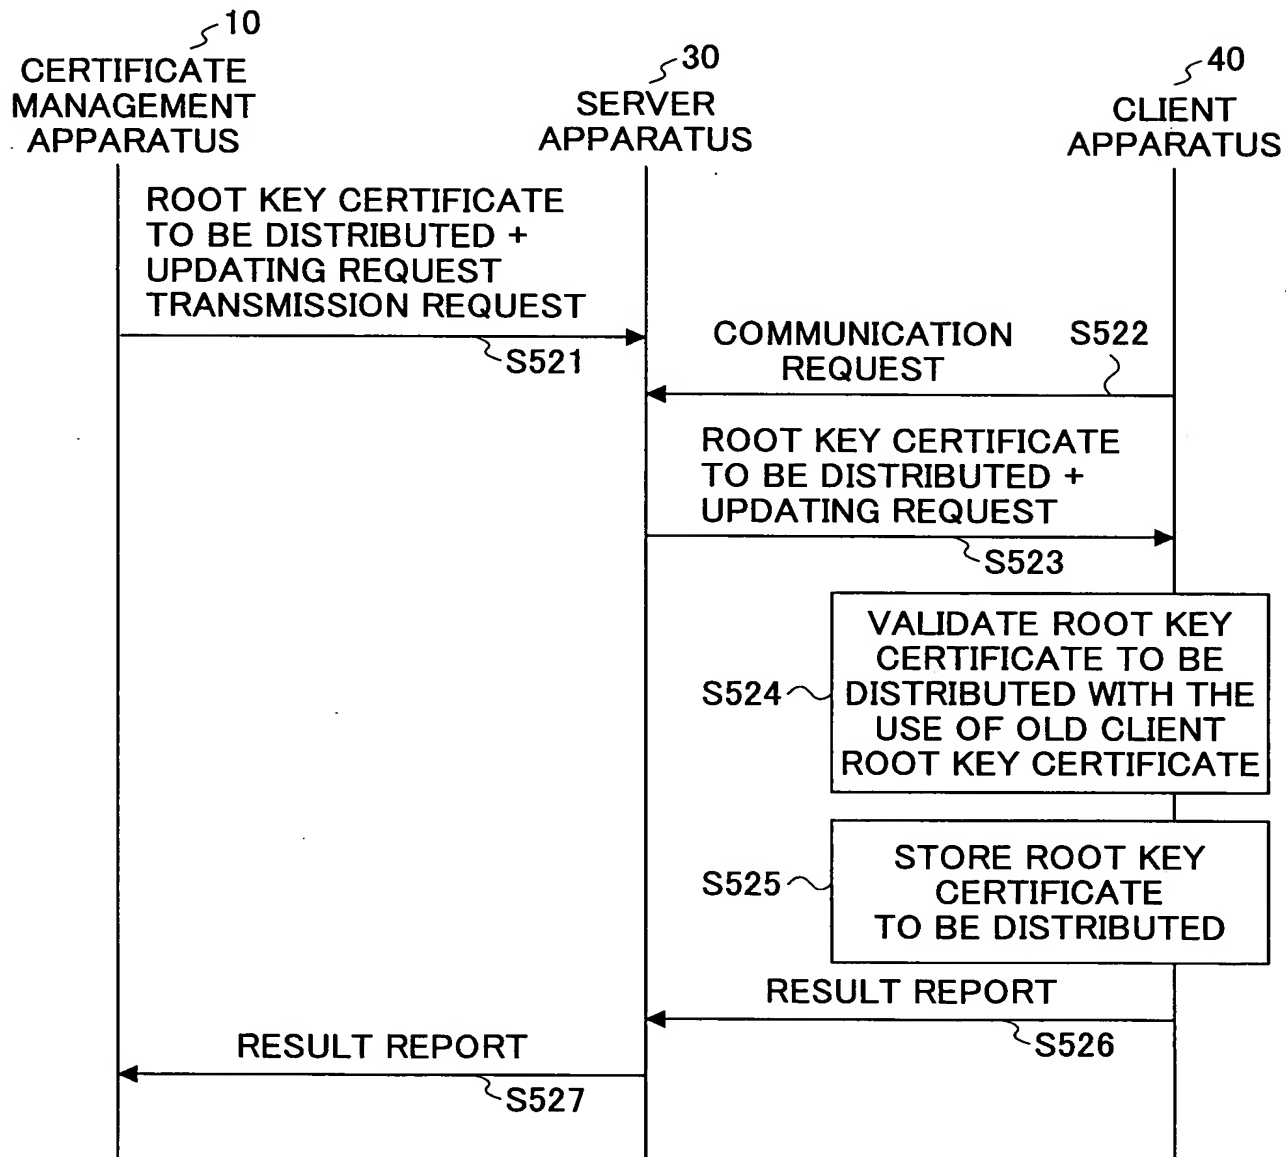 10
CERTIFICATE
MANAGEMENT
APPARATUS
30
SERVER
APPARATUS
40
CLIENT
APPARATUS
ROOT KEY CERTIFICATE
TO BE DISTRIBUTED +
UPDATING REQUEST
TRANSMISSION REQUEST
S521
COMMUNICATION
REQUEST
S522
ROOT KEY CERTIFICATE
TO BE DISTRIBUTED +
UPDATING REQUEST
S523
S524
VALIDATE ROOT KEY
CERTIFICATE TO BE
DISTRIBUTED WITH THE
USE OF OLD CLIENT
ROOT KEY CERTIFICATE
S525
STORE ROOT KEY
CERTIFICATE
TO BE DISTRIBUTED
RESULT REPORT
S526
RESULT REPORT
S527